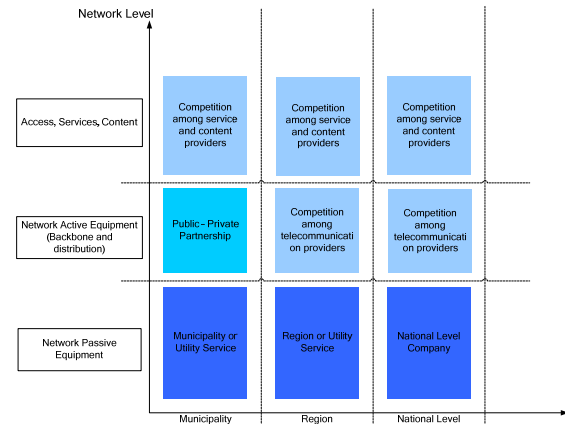 Network Level
Access, Services, Content
Competition
among service
and content
providers
Competition
among service
and content
providers
Competition
among service
and content
providers
Network Active Equipment
(Backbone and
distribution)
Public – Private
Partnership
Competition
among
telecommunicati
on providers
Competition
among
telecommunicati
on providers
Network Passive
Equipment
Municipality or
Utility Service
Region or Utility
Service
National Level
Company
Municipality
Region
National Level